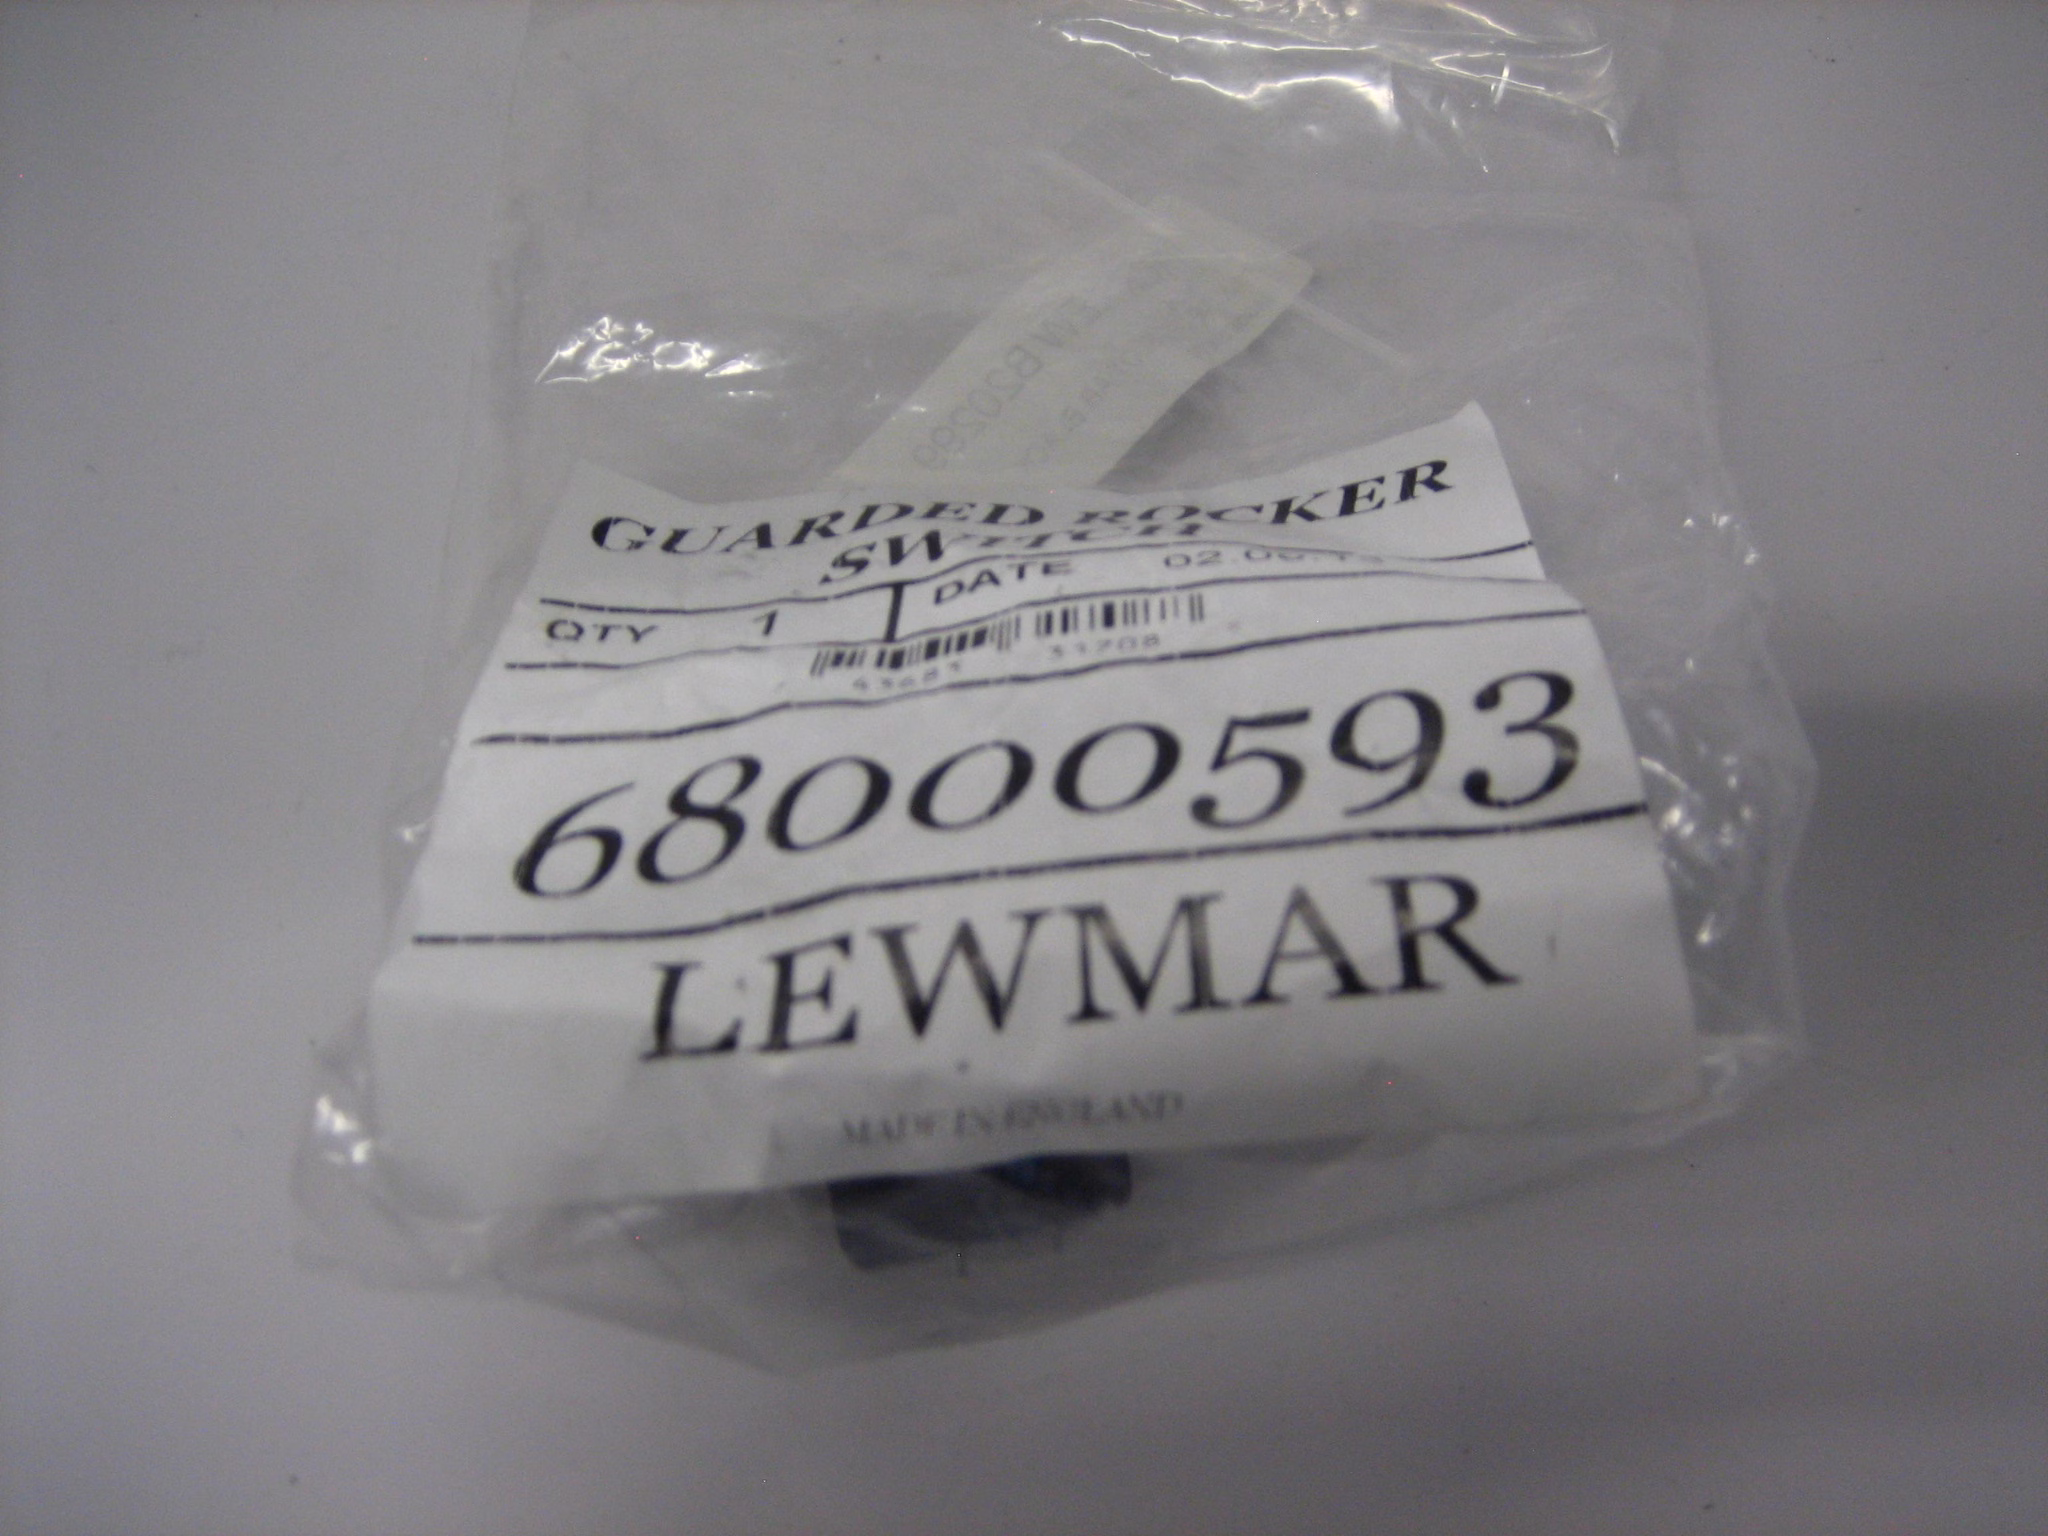 GUARDED ROCKER
SWITCH
QTY 1 DATE
68000593
LEWMAR
MADE IN ENGLAND